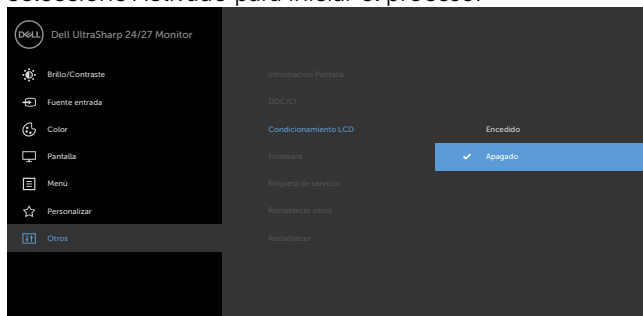 seleccione Activado para iniciar el proceso.
DELL
Dell UltraSharp 24/27 Monitor
Brillo/Contraste
Información Pantalla
Fuente entrada
DDC/CI
Color
Condicionamiento LCD
Encedido
Pantalla
Firmware
Apagado
Menú
Etiqueta de servicio
Personalizar
Restablecer otros
Otros
Restablecer